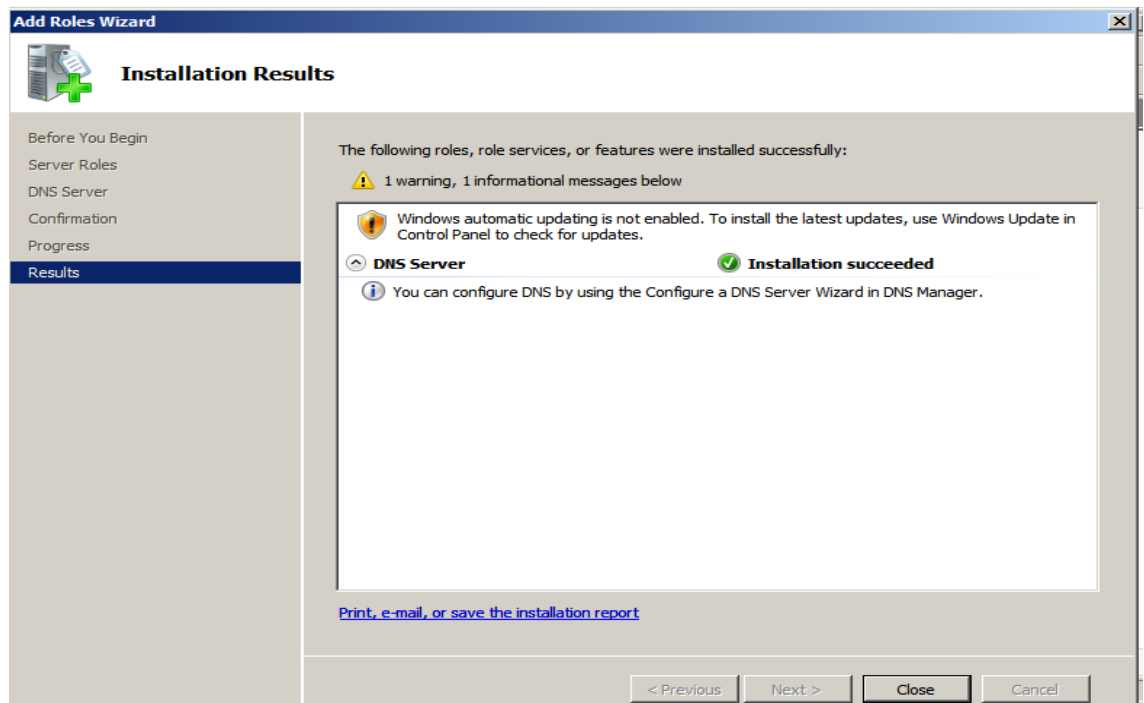 Add Roles Wizard
Installation Results
Before You Begin
Server Roles
DNS Server
Confirmation
Progress
Results
The following roles, role services, or features were installed successfully:
1 warning, 1 informational messages below
Windows automatic updating is not enabled. To install the latest updates, use Windows Update in
Control Panel to check for updates.
DNS Server Installation succeeded
You can configure DNS by using the Configure a DNS Server Wizard in DNS Manager.
Print, e-mail, or save the installation report
< Previous Next > Close Cancel